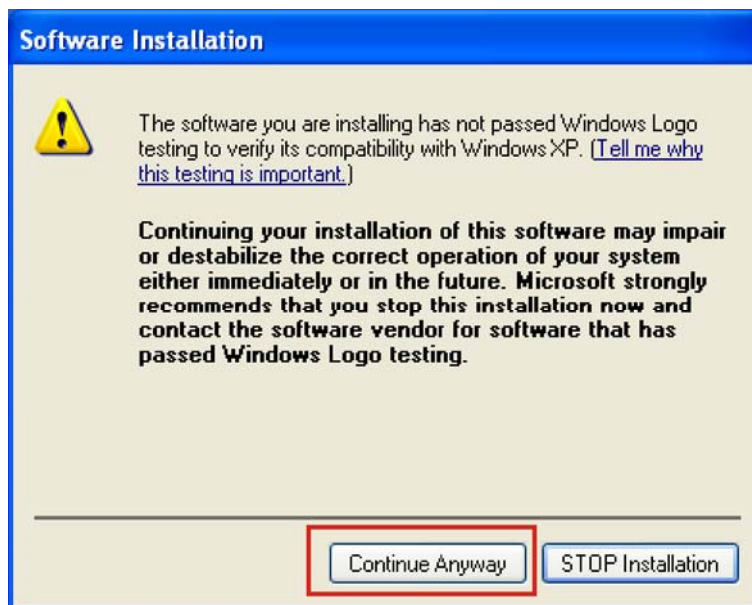 Software Installation
The software you are installing has not passed Windows Logo
testing to verify its compatibility with Windows XP. (Tell me why
this testing is important.)
Continuing your installation of this software may impair
or destabilize the correct operation of your system
either immediately or in the future. Microsoft strongly
recommends that you stop this installation now and
contact the software vendor for software that has
passed Windows Logo testing.
Continue Anyway
STOP Installation